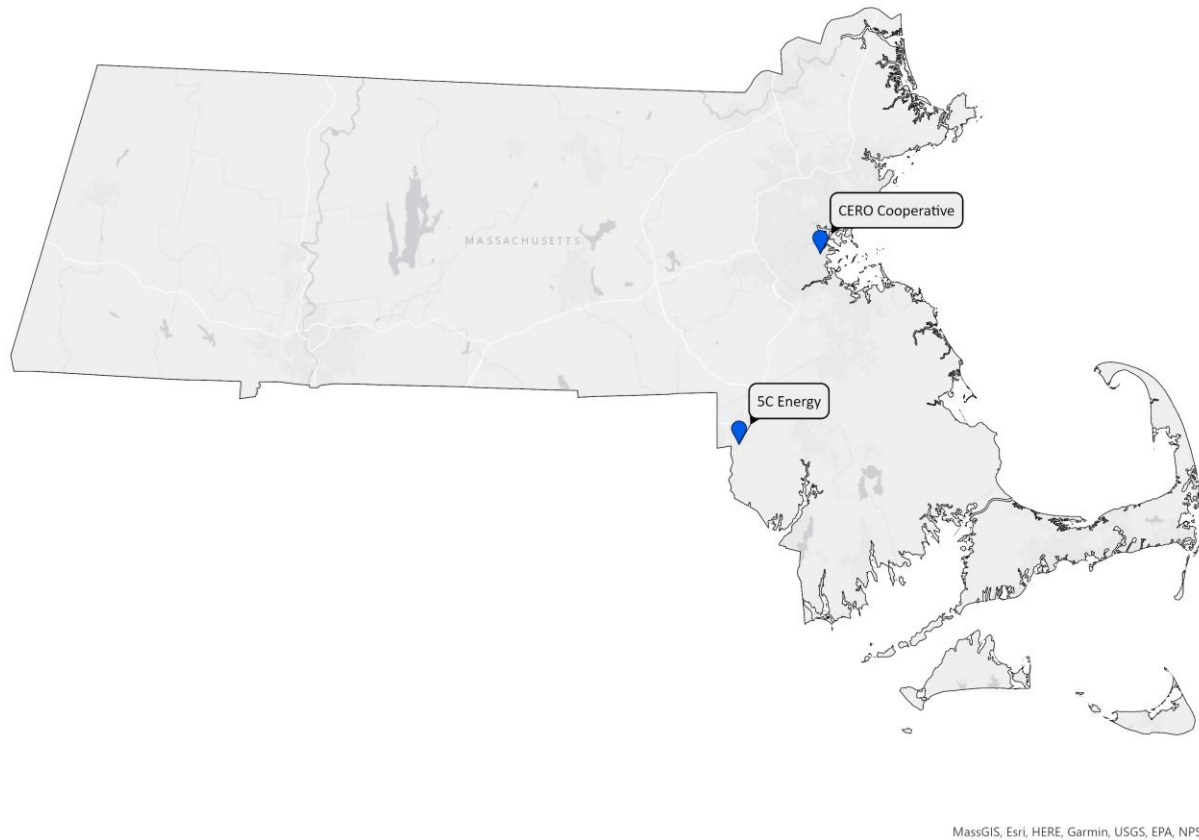 CERO Cooperative
MASSACHUSETTS
5C Energy
MassGIS, Esri, HERE, Garmin, USGS, EPA, NPS